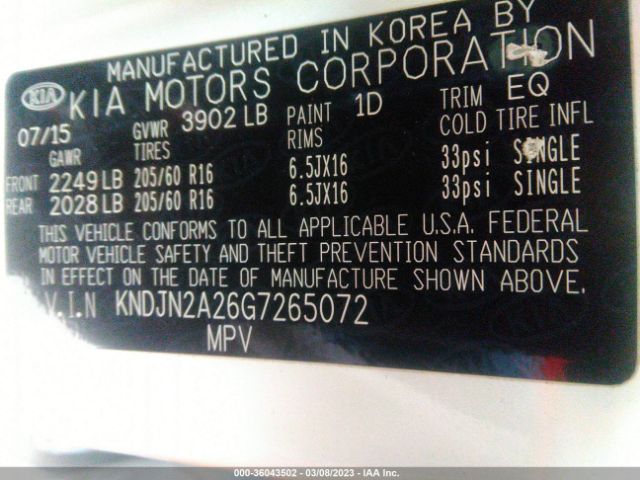 MANUFACTURED IN KOREA BY
KIA KIA MOTORS CORPORATION
07/15 GVWR 3902 LB PAINT 1D TRIM EQ
GAWR TIRES RIMS COLD TIRE INFL
FRONT 2249 LB 205/60 R16 6.5JX16 33psi SINGLE
REAR 2028 LB 205/60 R16 6.5JX16 33psi SINGLE
THIS VEHICLE CONFORMS TO ALL APPLICABLE U.S.A. FEDERAL
MOTOR VEHICLE SAFETY AND THEFT PREVENTION STANDARDS
IN EFFECT ON THE DATE OF MANUFACTURE SHOWN ABOVE.
V.I.N KNDJN2A26G7265072
MPV
000-36043502 - 03/08/2023 - IAA Inc.